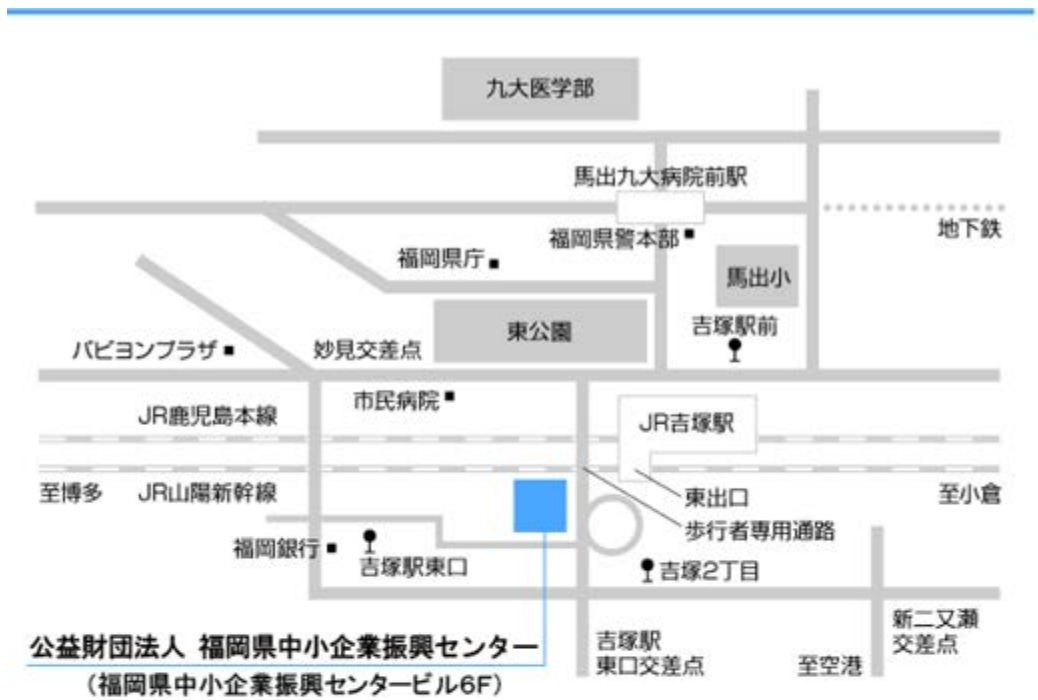 九大医学部
馬出九大病院前駅
地下鉄
福岡県警本部
福岡県庁
馬出小
東公園
吉塚駅前
パピヨンプラザ
妙見交差点
市民病院
JR鹿児島本線
JR吉塚駅
至博多
JR山陽新幹線
東出口
至小倉
歩行者専用通路
福岡銀行
吉塚駅東口
吉塚2丁目
新二又瀬
交差点
吉塚駅
東口交差点
至空港
公益財団法人 福岡県中小企業振興センター
(福岡県中小企業振興センタービル6F)